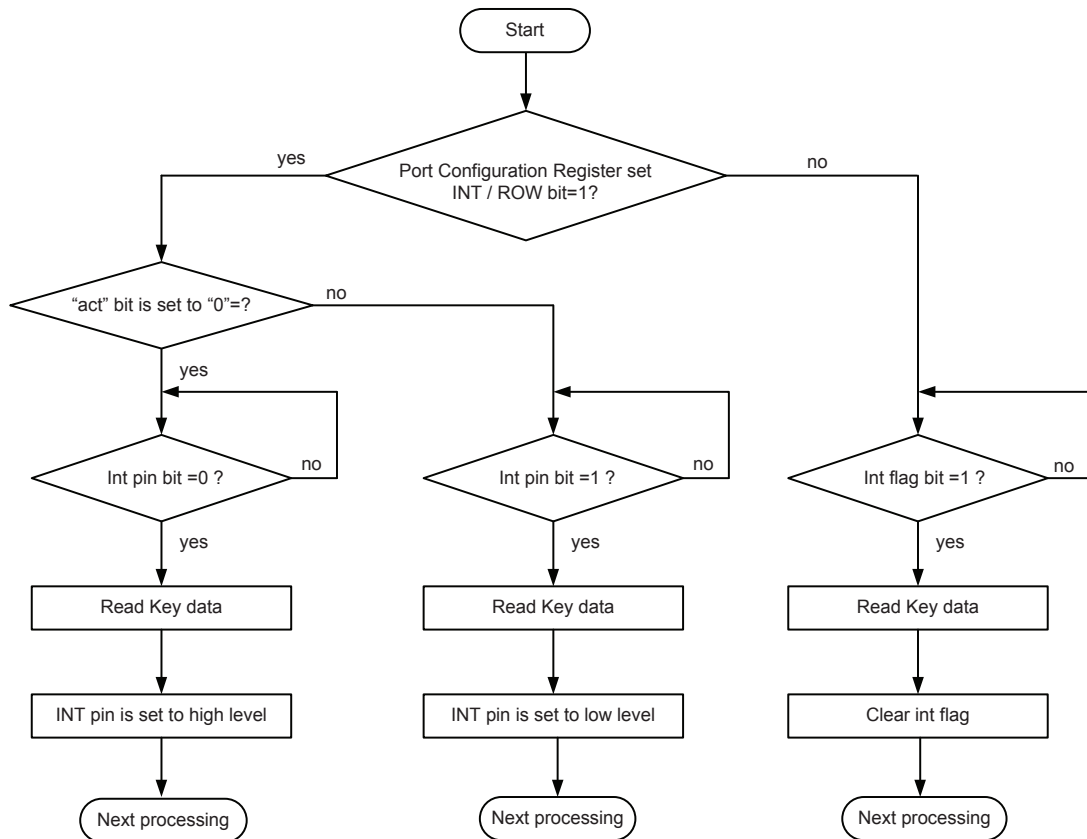 Start
yes
no
Port Configuration Register set
INT / ROW bit=1?
“act” bit is set to “0”=?
no
yes
Int pin bit =0 ?
no
Int pin bit =1 ?
no
Int flag bit =1 ?
no
yes
yes
yes
Read Key data
Read Key data
Read Key data
INT pin is set to high level
INT pin is set to low level
Clear int flag
Next processing
Next processing
Next processing